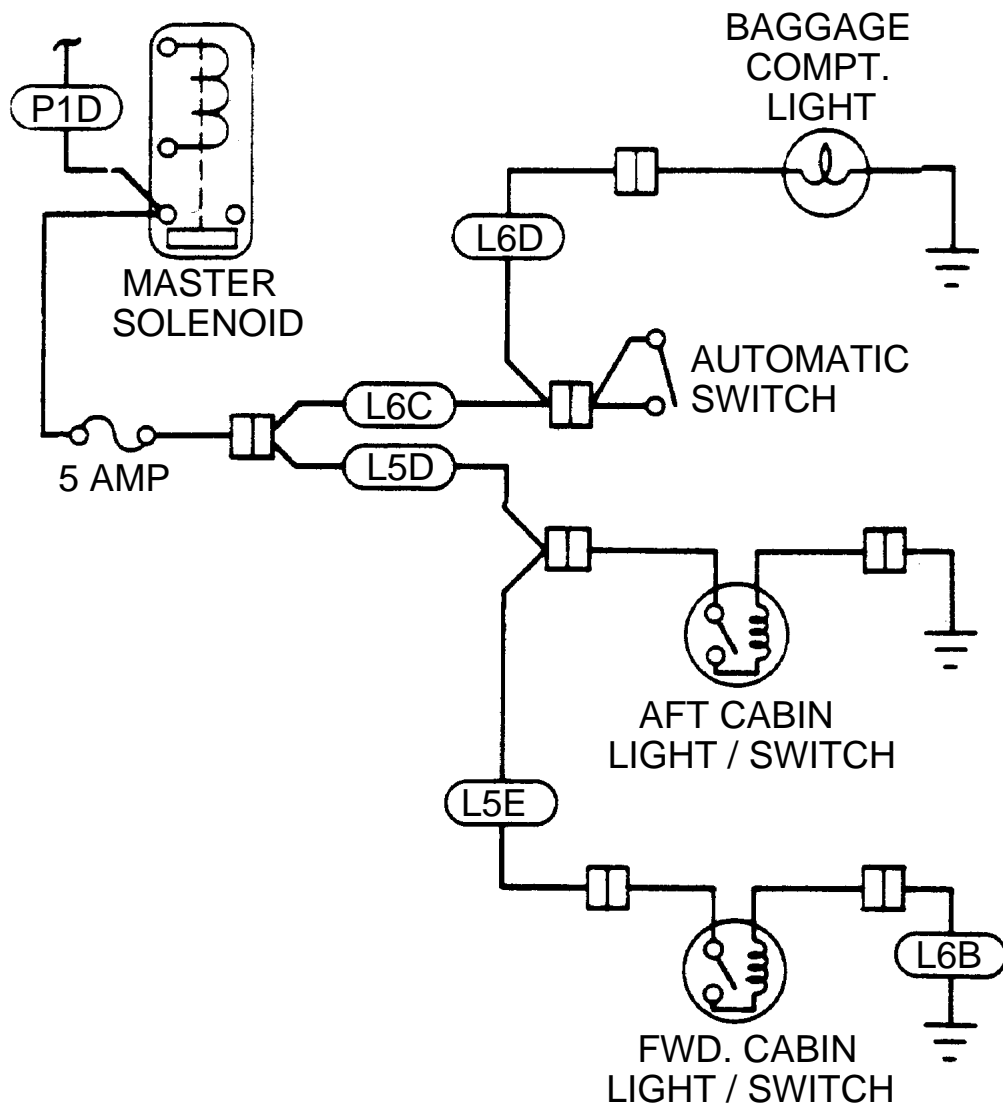 BAGGAGE
COMPT.
LIGHT
P1D
L6D
MASTER
SOLENOID
AUTOMATIC
SWITCH
L6C
5 AMP
L5D
AFT CABIN
LIGHT / SWITCH
L5E
L6B
FWD. CABIN
LIGHT / SWITCH